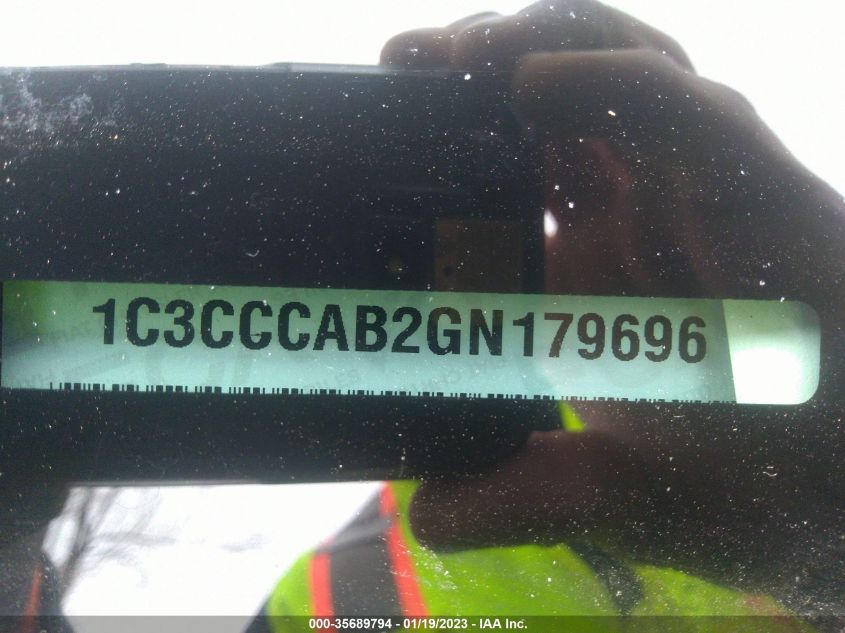 1C3CCCAB2GN179696
000-35689794 - 01/19/2023 - IAA Inc.